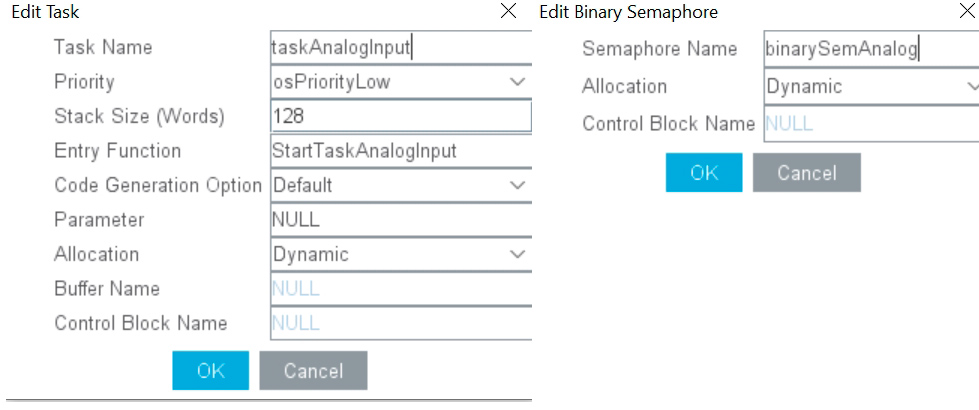 Edit Task
Task Name taskAnalogInput
Priority osPriorityLow
Stack Size (Words) 128
Entry Function StartTaskAnalogInput
Code Generation Option Default
Parameter NULL
Allocation Dynamic
Buffer Name NULL
Control Block Name NULL
OK Cancel
Edit Binary Semaphore
Semaphore Name binarySemAnalog
Allocation Dynamic
Control Block Name NULL
OK Cancel